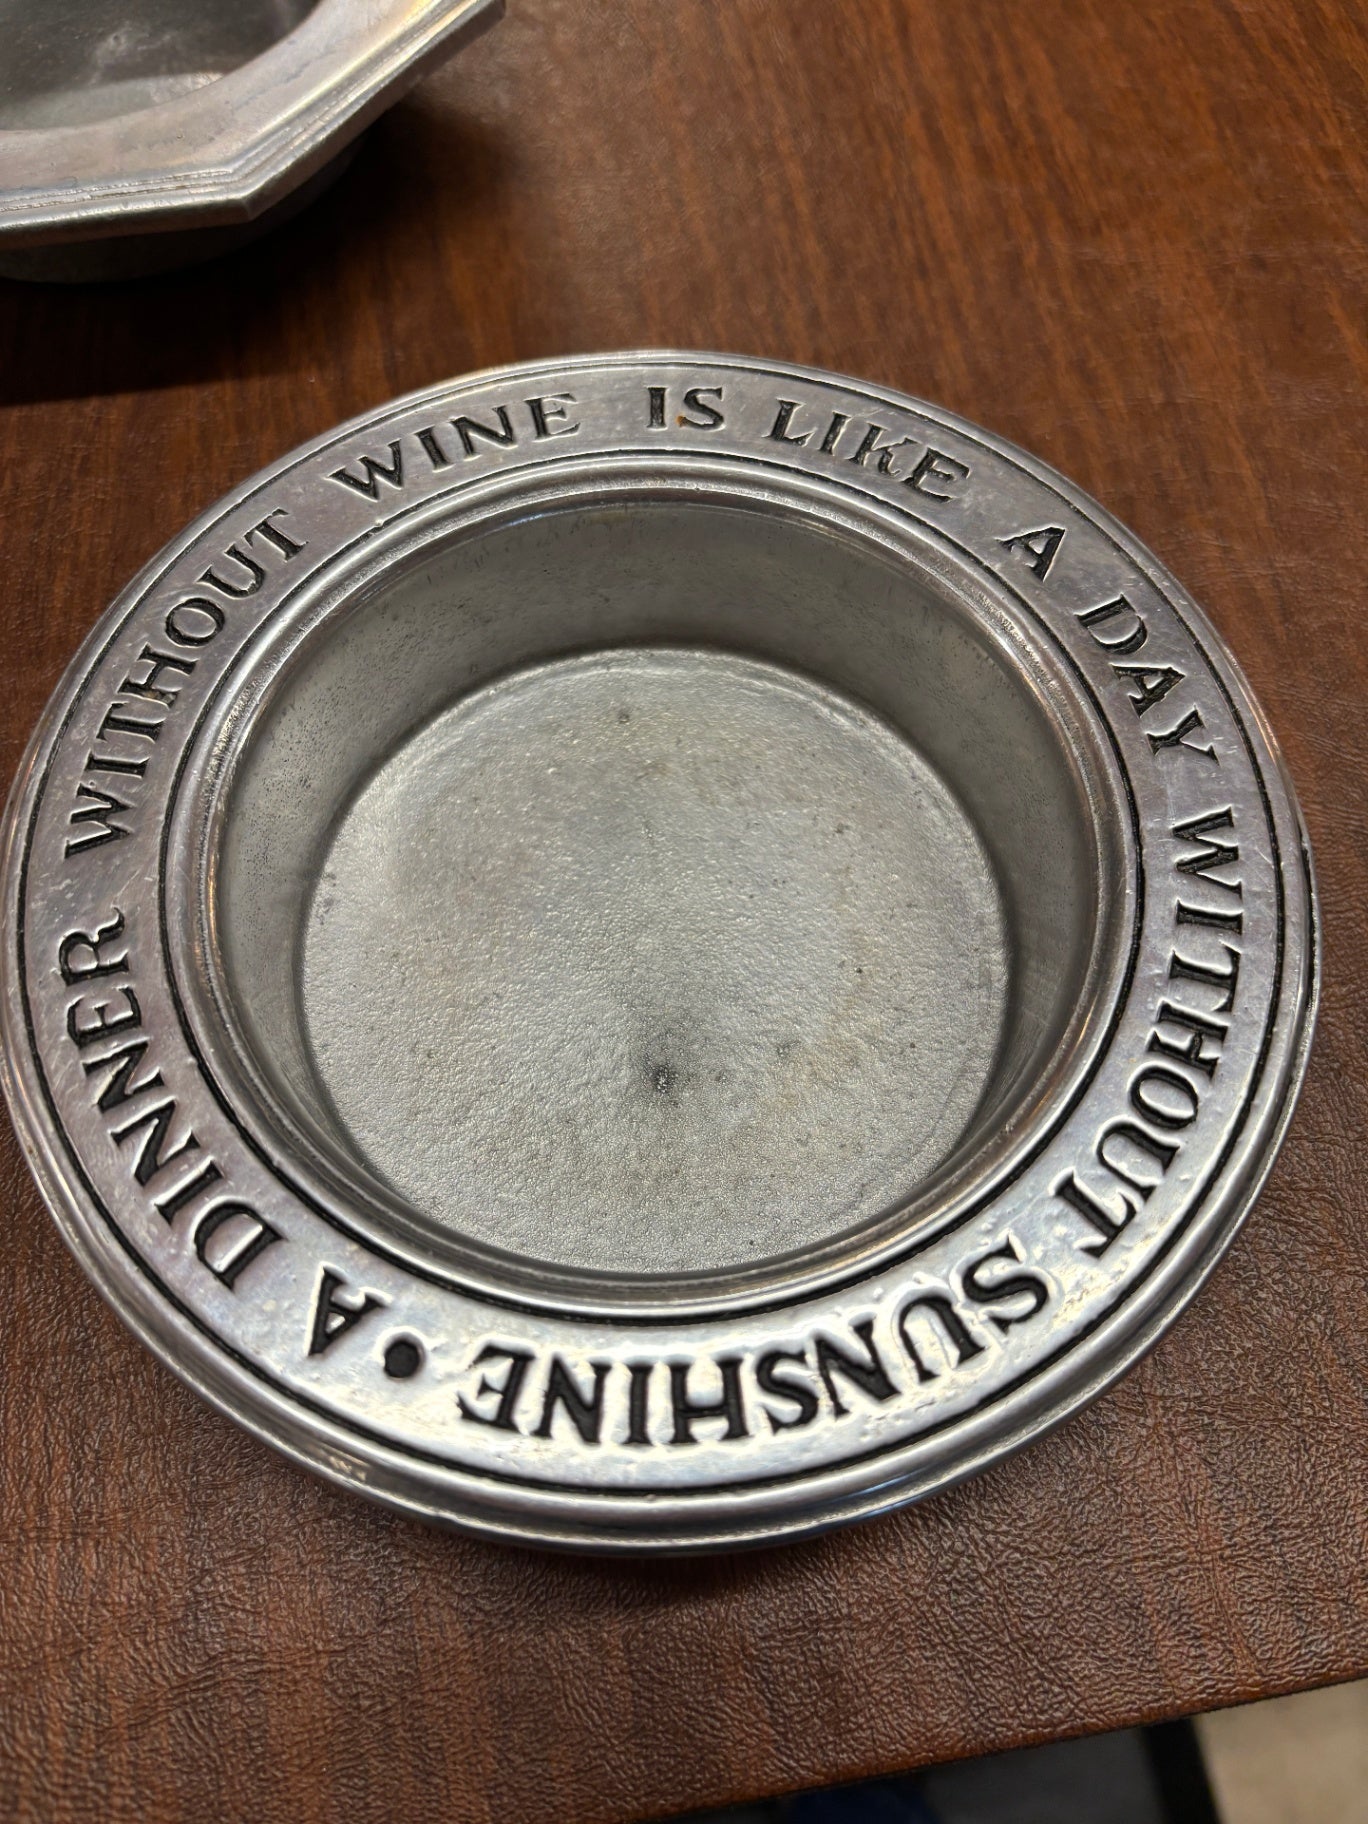 A DINNER WITHOUT WINE IS LIKE A DAY WITHOUT SUNSHINE •